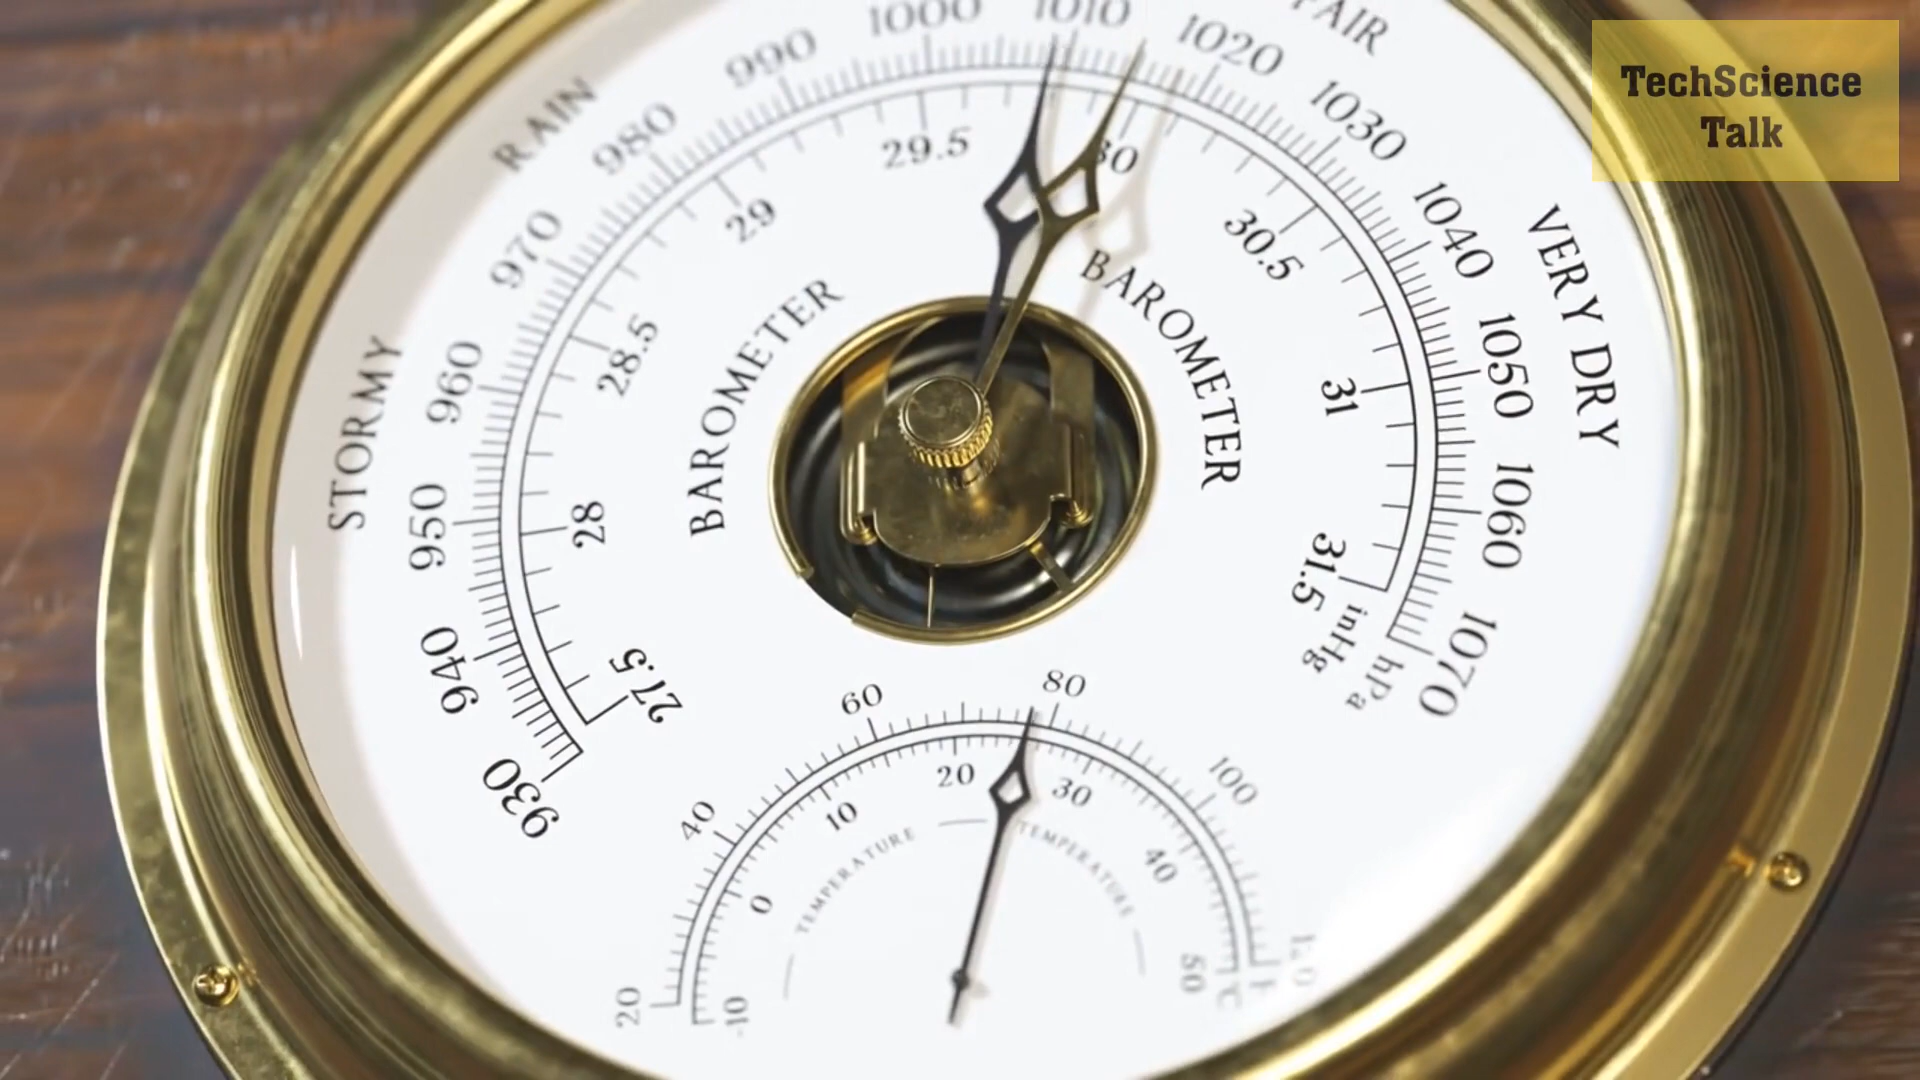 TechScience
Talk
STORMY
RAIN
FAIR
VERY DRY
930
940
950
960
970
980
990
1000
1010
1020
1030
1040
1050
1060
1070
hPa
27.5
28
28.5
29
29.5
30
30.5
31
31.5
inHg
BAROMETER
BAROMETER
20
40
60
80
100
120
F
-10
0
10
20
30
40
50
°C
TEMPERATURE
TEMPERATURE